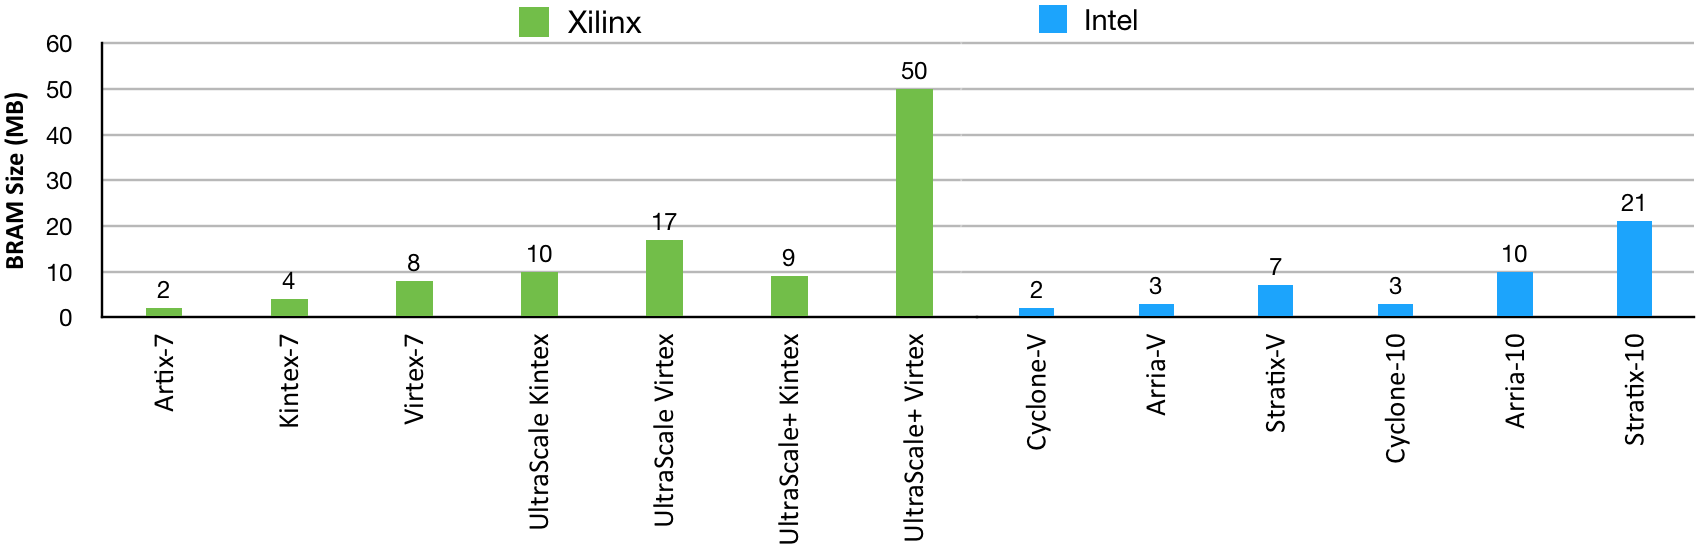 Xilinx
Intel
BRAM Size (MB)
60
50
40
30
20
10
0
2
4
8
10
17
9
50
2
3
7
3
10
21
Artix-7
Kintex-7
Virtex-7
UltraScale Kintex
UltraScale Virtex
UltraScale+ Kintex
UltraScale+ Virtex
Cyclone-V
Arria-V
Stratix-V
Cyclone-10
Arria-10
Stratix-10